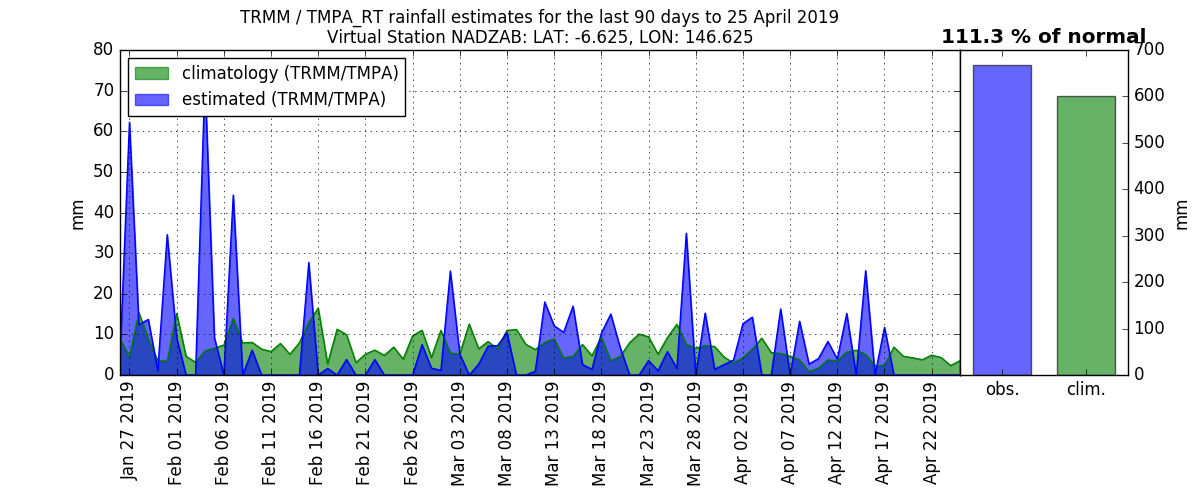 TRMM / TMPA_RT rainfall estimates for the last 90 days to 25 April 2019
Virtual Station NADZAB: LAT: -6.625, LON: 146.625
111.3 % of normal
climatology (TRMM/TMPA)
estimated (TRMM/TMPA)
mm
80
70
60
50
40
30
20
10
0
Jan 27 2019
Feb 01 2019
Feb 06 2019
Feb 11 2019
Feb 16 2019
Feb 21 2019
Feb 26 2019
Mar 03 2019
Mar 08 2019
Mar 13 2019
Mar 18 2019
Mar 23 2019
Mar 28 2019
Apr 02 2019
Apr 07 2019
Apr 12 2019
Apr 17 2019
Apr 22 2019
700
600
500
400
300
200
100
0
mm
obs.
clim.